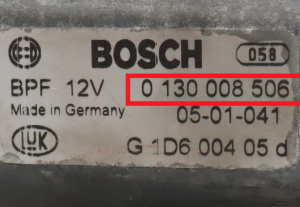 BOSCH 058
BPF 12V 0 130 008 506
Made in Germany 05-01-041
LUK G 1D6 004 05 d